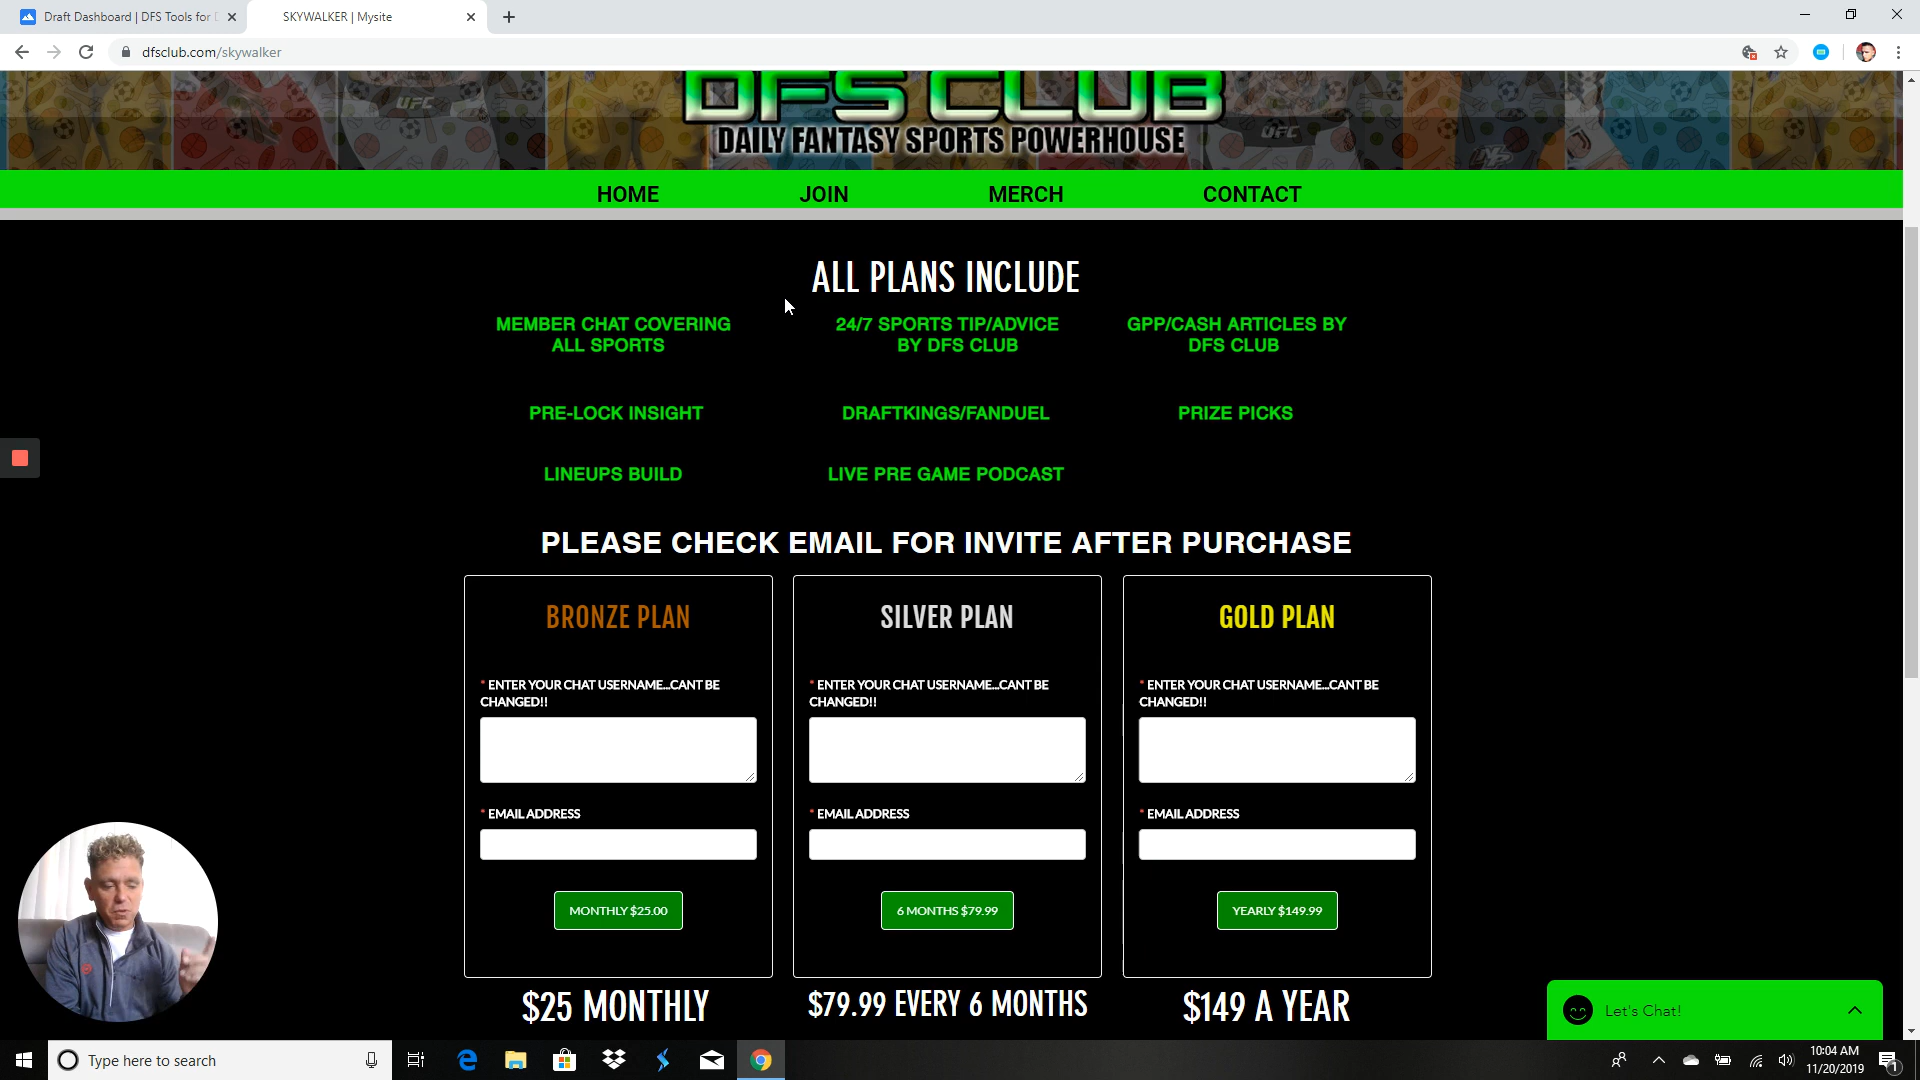 Draft Dashboard | DFS Tools for D
SKYWALKER | Mysite
dfsclub.com/skywalker
UFC
UFC
DFS CLUB
DAILY FANTASY SPORTS POWERHOUSE
HOME JOIN MERCH CONTACT
ALL PLANS INCLUDE
MEMBER CHAT COVERING
ALL SPORTS
24/7 SPORTS TIP/ADVICE
BY DFS CLUB
GPP/CASH ARTICLES BY
DFS CLUB
PRE-LOCK INSIGHT
DRAFTKINGS/FANDUEL
PRIZE PICKS
LINEUPS BUILD
LIVE PRE GAME PODCAST
PLEASE CHECK EMAIL FOR INVITE AFTER PURCHASE
BRONZE PLAN
* ENTER YOUR CHAT USERNAME...CANT BE
CHANGED!!
* EMAIL ADDRESS
MONTHLY $25.00
$25 MONTHLY
SILVER PLAN
* ENTER YOUR CHAT USERNAME...CANT BE
CHANGED!!
* EMAIL ADDRESS
6 MONTHS $79.99
$79.99 EVERY 6 MONTHS
GOLD PLAN
* ENTER YOUR CHAT USERNAME...CANT BE
CHANGED!!
* EMAIL ADDRESS
YEARLY $149.99
$149 A YEAR
Let's Chat!
Type here to search
10:04 AM
11/20/2019
1